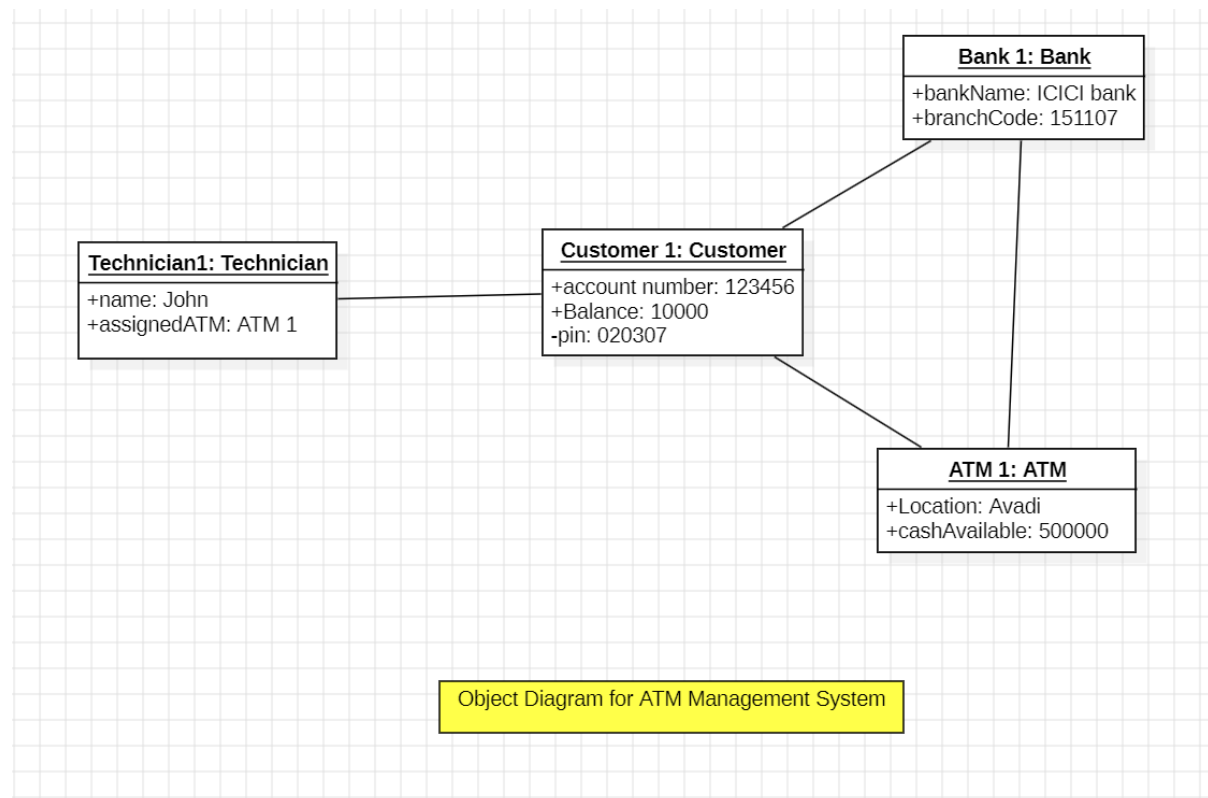 Bank 1: Bank
+bankName: ICICI bank
+branchCode: 151107
Technician1: Technician
+name: John
+assignedATM: ATM 1
Customer 1: Customer
+account number: 123456
+Balance: 10000
-pin: 020307
ATM 1: ATM
+Location: Avadi
+cashAvailable: 500000
Object Diagram for ATM Management System